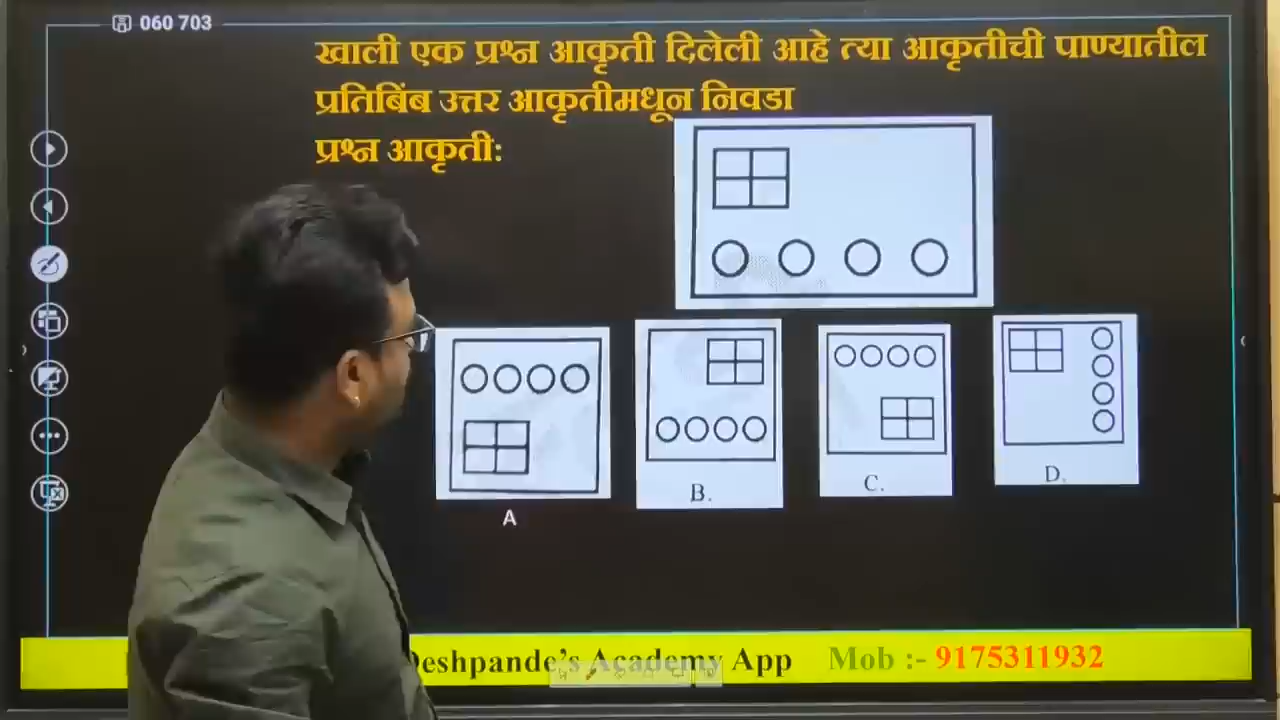 060 703
खाली एक प्रश्न आकृती दिलेली आहे त्या आकृतीची पाण्यातील
प्रतिबिंब उत्तर आकृतीमधून निवडा
प्रश्न आकृती:
A
B.
C.
D.
Deshpande's Academy App Mob :- 9175311932